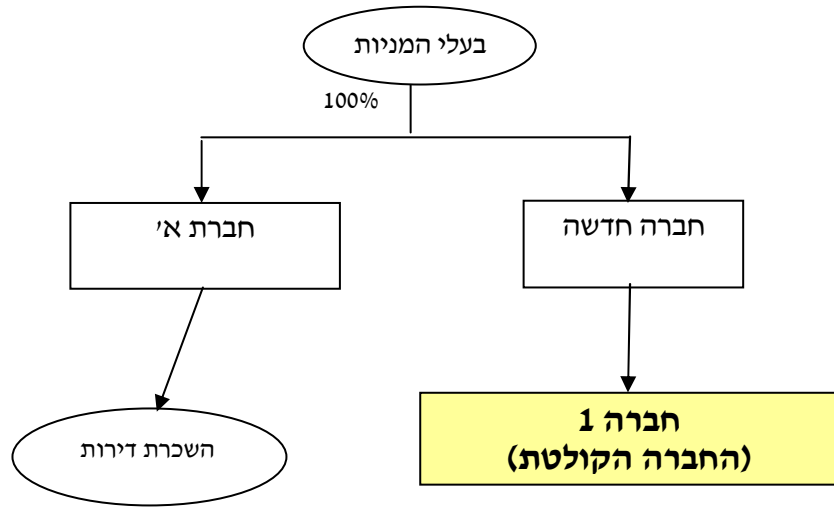 בעלי המניות
100%
חברה חדשה
חברת א'
חברה 1
(החברה הקולטת)
השכרת דירות